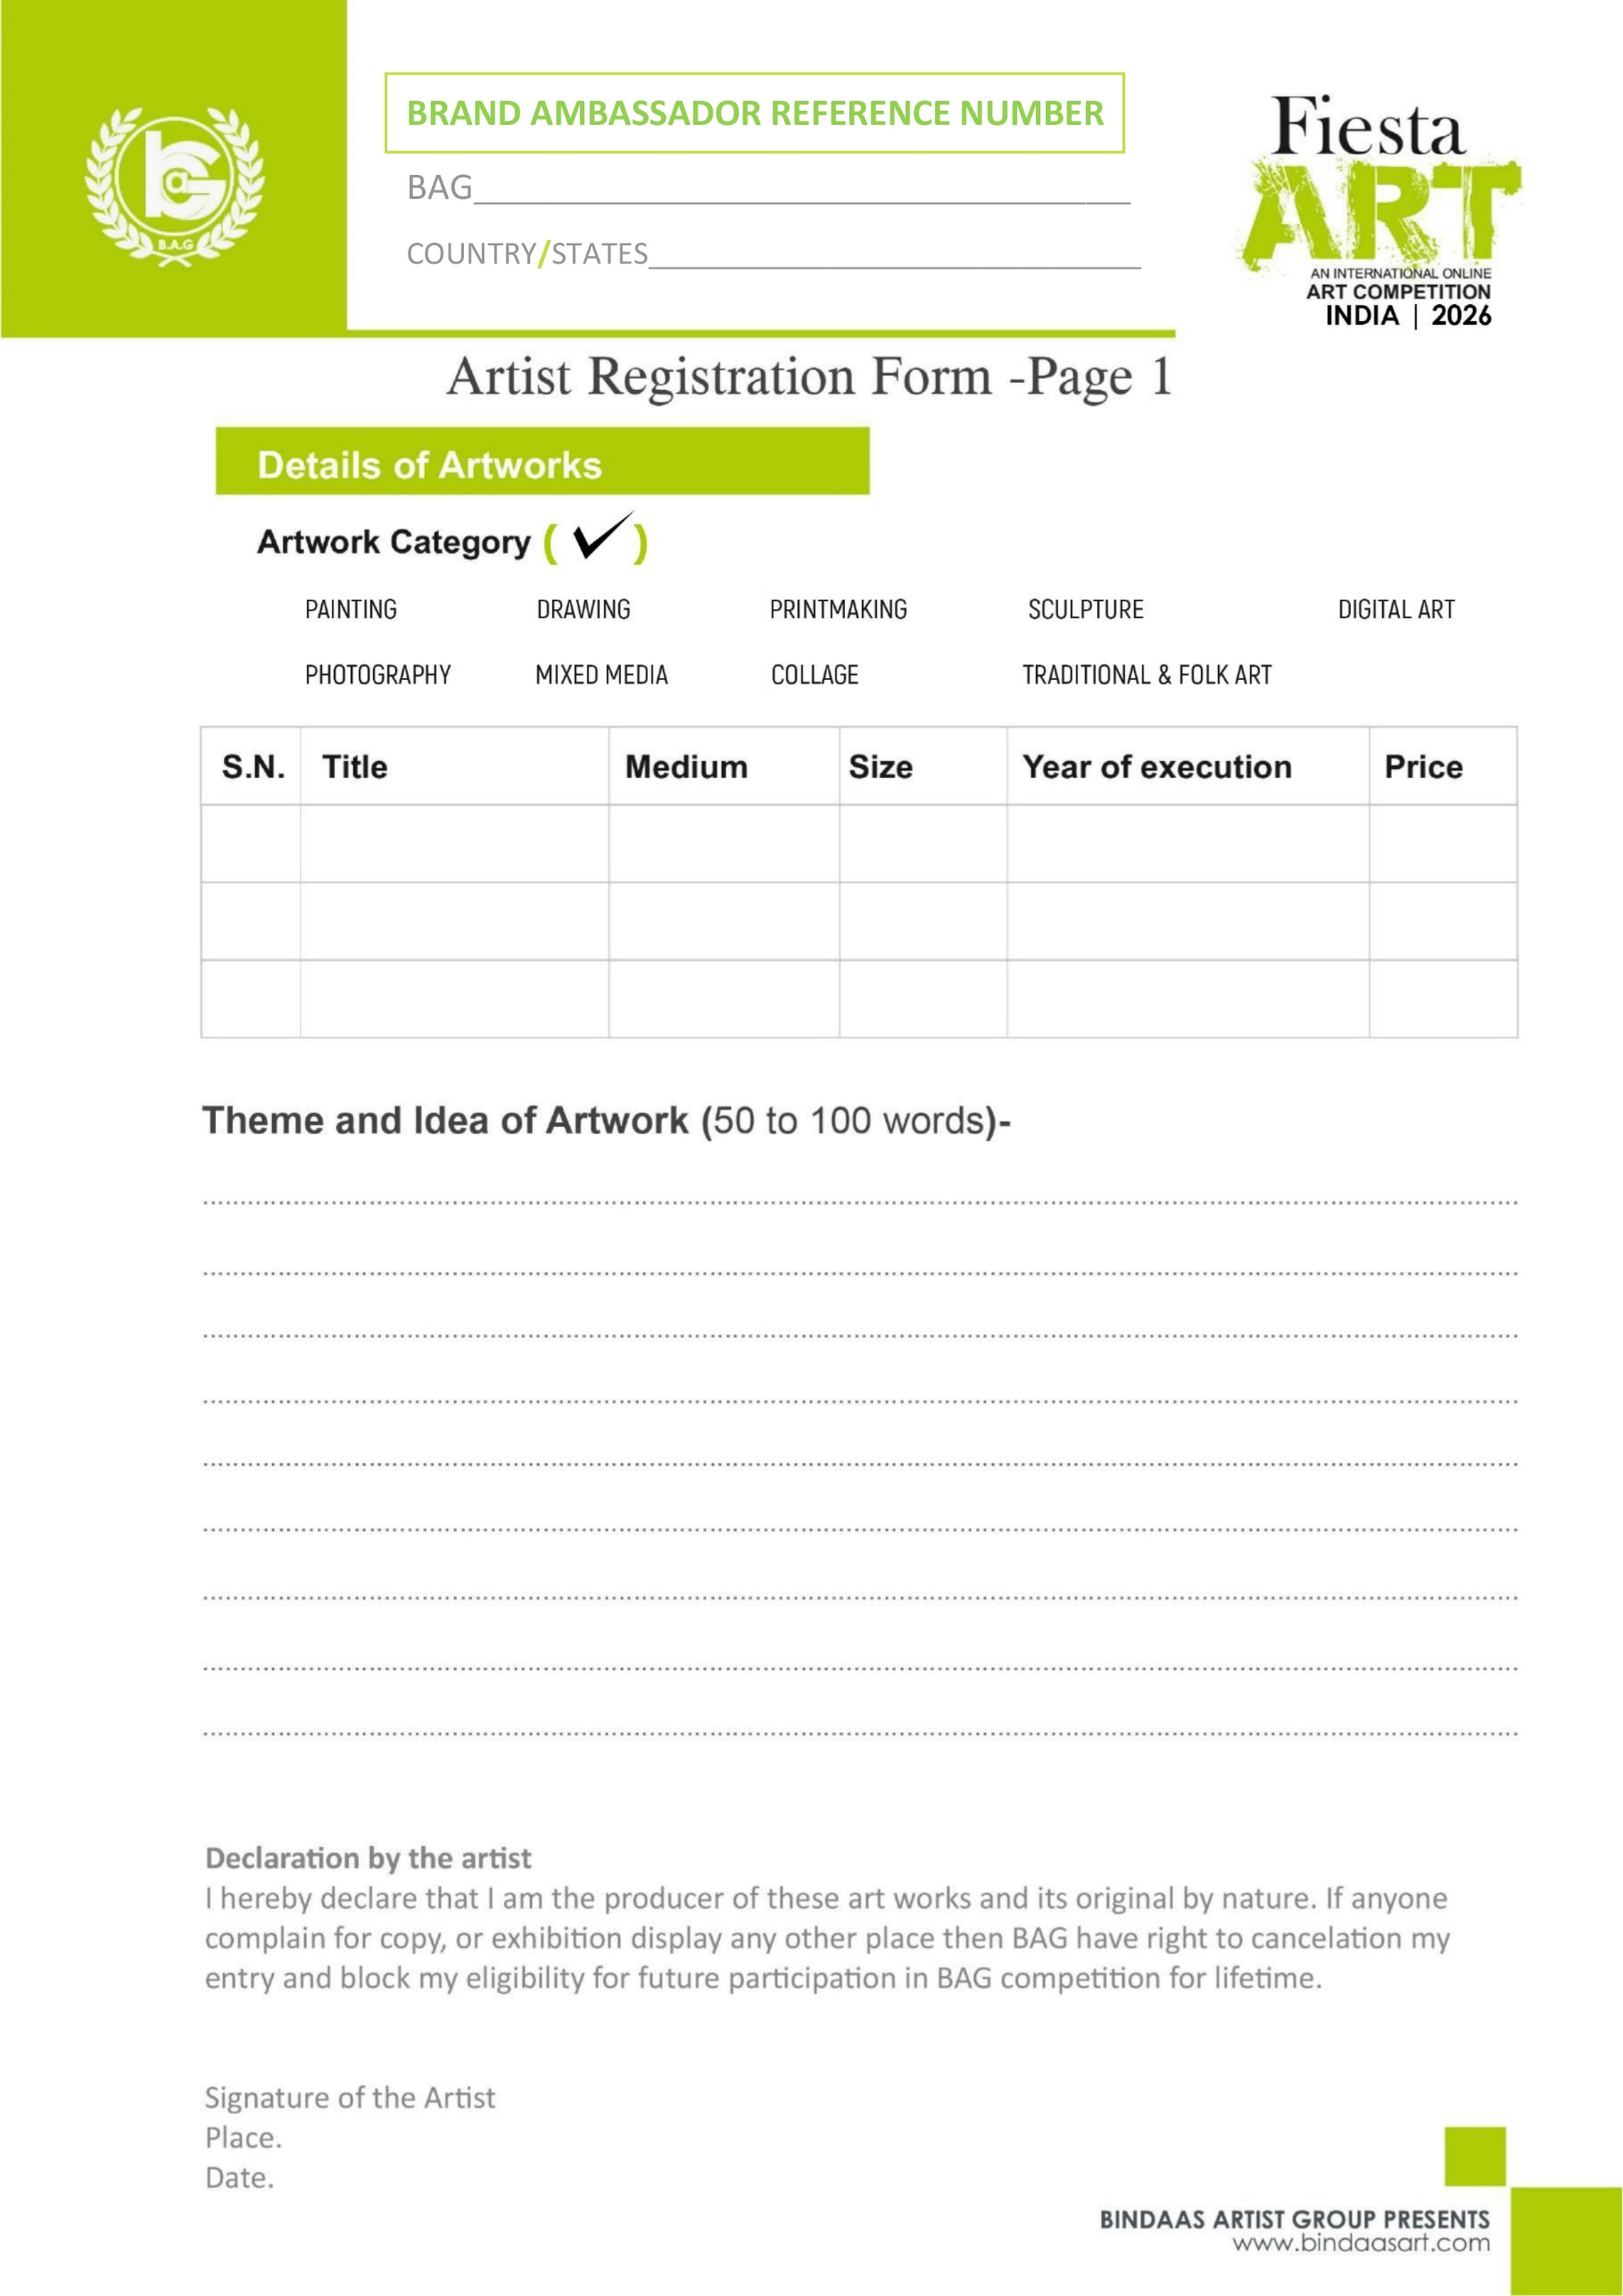 BRAND AMBASSADOR REFERENCE NUMBER
BAG
COUNTRY/STATES
baG
B.A.G
Fiesta
ART
AN INTERNATIONAL ONLINE
ART COMPETITION
INDIA | 2026
Artist Registration Form -Page 1
Details of Artworks
Artwork Category (✓)
PAINTING DRAWING PRINTMAKING SCULPTURE DIGITAL ART
PHOTOGRAPHY MIXED MEDIA COLLAGE TRADITIONAL & FOLK ART
S.N. Title Medium Size Year of execution Price
Theme and Idea of Artwork (50 to 100 words)-
Declaration by the artist
I hereby declare that I am the producer of these art works and its original by nature. If anyone
complain for copy, or exhibition display any other place then BAG have right to cancelation my
entry and block my eligibility for future participation in BAG competition for lifetime.
Signature of the Artist
Place.
Date.
BINDAAS ARTIST GROUP PRESENTS
www.bindaasart.com